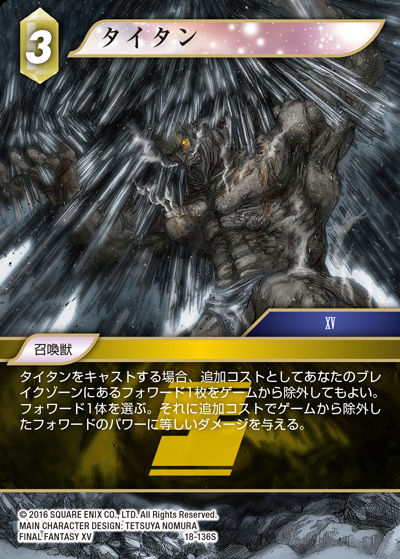 3
タイタン
XV
召喚獣
タイタンをキャストする場合、追加コストとしてあなたのブレ
イクゾーンにあるフォワード1枚をゲームから除外してもよい。
フォワード1体を選ぶ。それに追加コストでゲームから除外し
たフォワードのパワーに等しいダメージを与える。
© 2016 SQUARE ENIX CO., LTD. All Rights Reserved.
MAIN CHARACTER DESIGN: TETSUYA NOMURA
FINAL FANTASY XV 18-136S